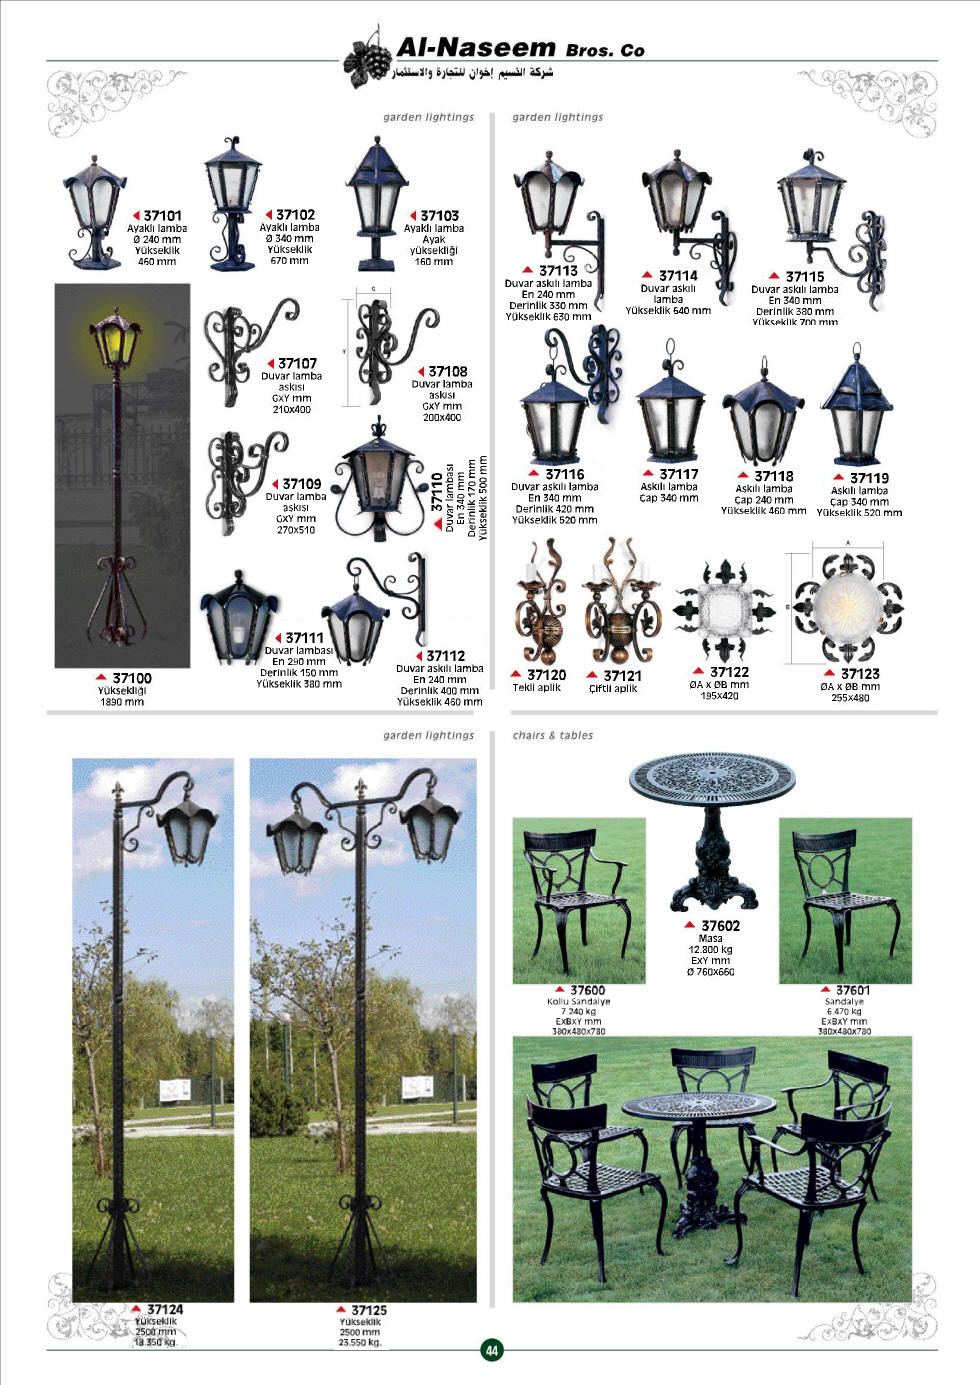 Al-Naseem Bros. Co
شركة النسيم إخوان للتجارة والاستثمار
garden lightings
37101
Ayaklı lamba
Ø 240 mm
Yükseklik
460 mm
37102
Ayaklı lamba
Ø 340 mm
Yükseklik
670 mm
37103
Ayaklı lamba
Ayak
yüksekliği
160 mm
37100
Yüksekliği
1890 mm
37107
Duvar lamba
askısı
GXY mm
210x400
G
Y
37108
Duvar lamba
askısı
GXY mm
200x400
37109
Duvar lamba
askısı
GXY mm
270x510
37110
Duvar lambası
En 340 mm
Derinlik 170 mm
Yükseklik 500 mm
37111
Duvar lambası
En 290 mm
Derinlik 150 mm
Yükseklik 380 mm
37112
Duvar askılı lamba
En 240 mm
Derinlik 400 mm
Yükseklik 460 mm
garden lightings
37113
Duvar askılı lamba
En 240 mm
Derinlik 330 mm
Yükseklik 630 mm
37114
Duvar askılı
lamba
Yükseklik 640 mm
37115
Duvar askılı lamba
En 340 mm
Derinlik 380 mm
Yükseklik 700 mm
37116
Duvar askılı lamba
En 340 mm
Derinlik 420 mm
Yükseklik 520 mm
37117
Askılı lamba
Çap 340 mm
37118
Askılı lamba
Çap 240 mm
Yükseklik 460 mm
37119
Askılı lamba
Çap 340 mm
Yükseklik 520 mm
37120
Tekli aplik
37121
Çiftli aplik
37122
ØA x ØB mm
195x420
A
B
37123
ØA x ØB mm
255x480
garden lightings
37124
Yükseklik
2500 mm
18.350 kg.
37125
Yükseklik
2500 mm
23.550 kg.
chairs & tables
37602
Masa
12.800 kg
ExY mm
Ø 760x660
37600
Kollu Sandalye
7 240 kg
ExBxY mm
380x480x780
37601
Sandalye
6.470 kg
ExBxY mm
380x480x780
44